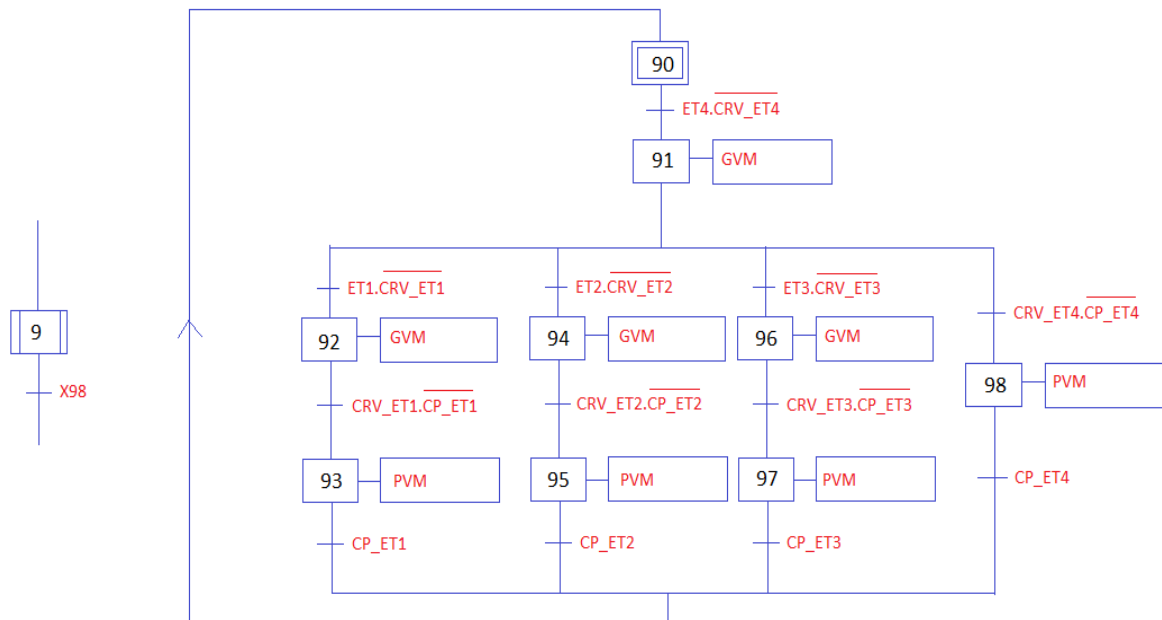 90
ET4.CRV_ET4
91
GVM
ET1.CRV_ET1
ET2.CRV_ET2
ET3.CRV_ET3
CRV_ET4.CP_ET4
9
92
GVM
94
GVM
96
GVM
X98
98
PVM
CRV_ET1.CP_ET1
CRV_ET2.CP_ET2
CRV_ET3.CP_ET3
93
PVM
95
PVM
97
PVM
CP_ET4
CP_ET1
CP_ET2
CP_ET3